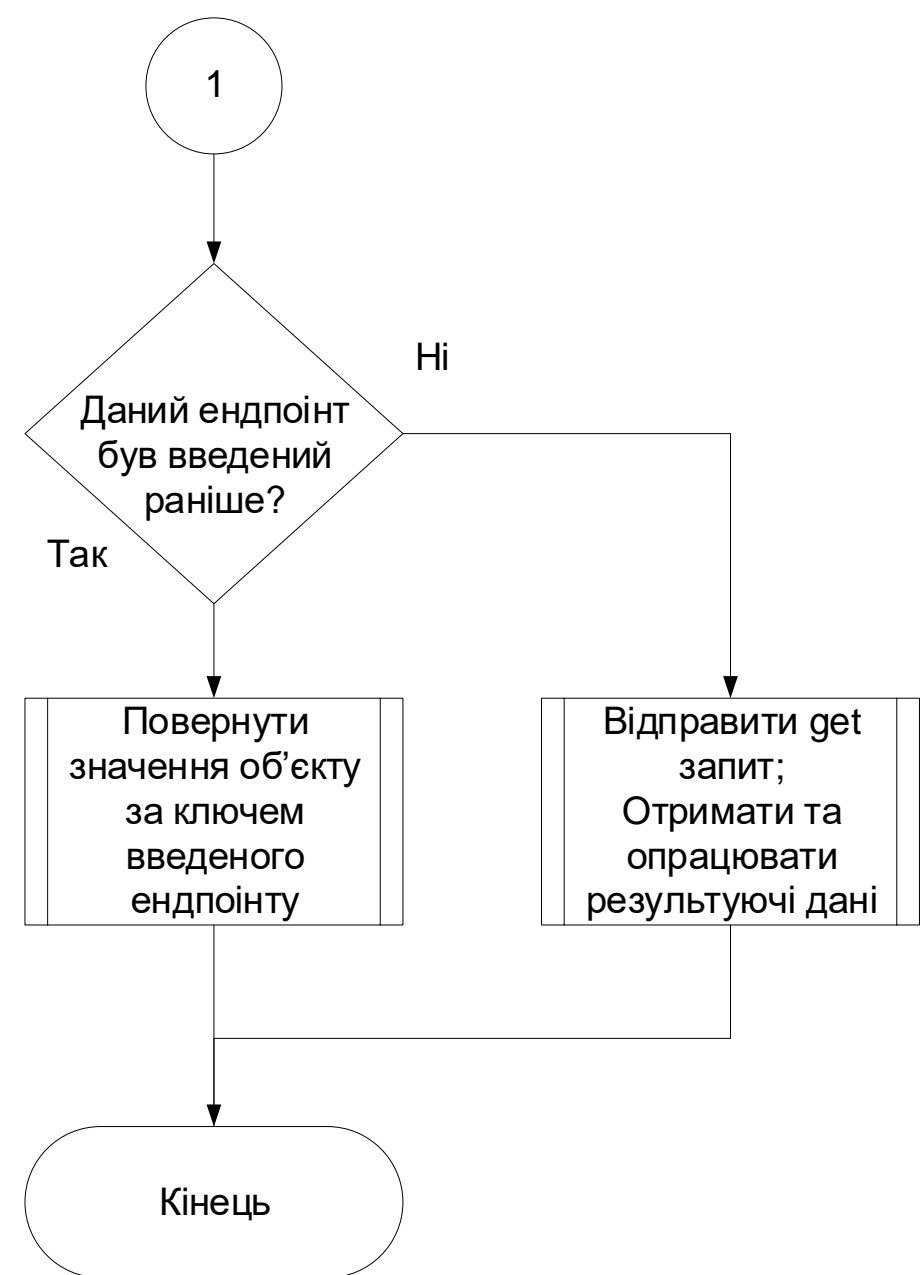 1
Ні
Даний ендпоінт
був введений
раніше?
Так
Повернути
значення об’єкту
за ключем
введеного
ендпоінту
Відправити get
запит;
Отримати та
опрацювати
результуючі дані
Кінець